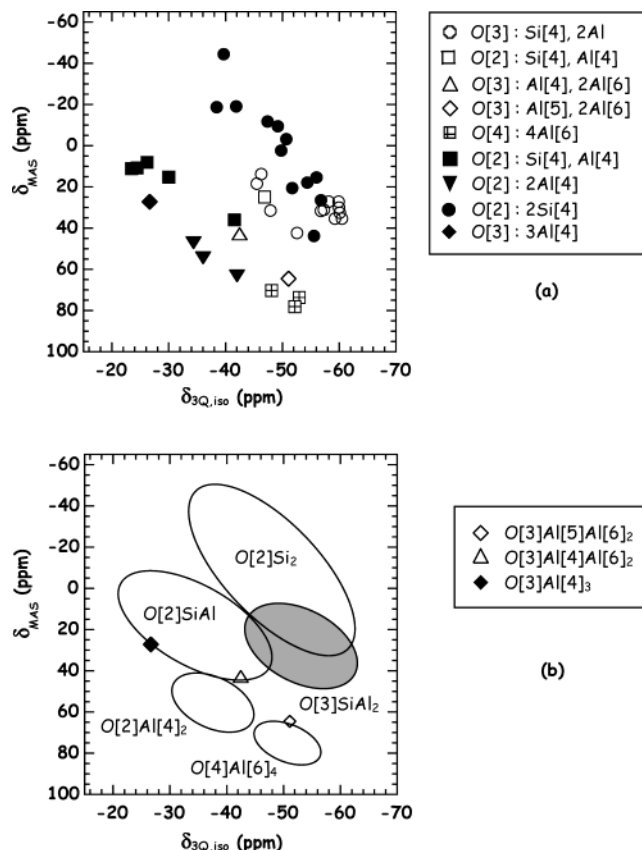 -60
-40
-20
0
20
40
60
80
100
δMAS (ppm)
-20 -30 -40 -50 -60 -70
δ3Q,iso (ppm)
O[3] : Si[4], 2Al
O[2] : Si[4], Al[4]
O[3] : Al[4], 2Al[6]
O[3] : Al[5], 2Al[6]
O[4] : 4Al[6]
O[2] : Si[4], Al[4]
O[2] : 2Al[4]
O[2] : 2Si[4]
O[3] : 3Al[4]
(a)
-60
-40
-20
0
20
40
60
80
100
δMAS (ppm)
O[2]Si₂
O[2]SiAl
O[3]SiAl₂
O[2]Al[4]₂
O[4]Al[6]₄
-20 -30 -40 -50 -60 -70
δ3Q,iso (ppm)
O[3]Al[5]Al[6]₂
O[3]Al[4]Al[6]₂
O[3]Al[4]₃
(b)